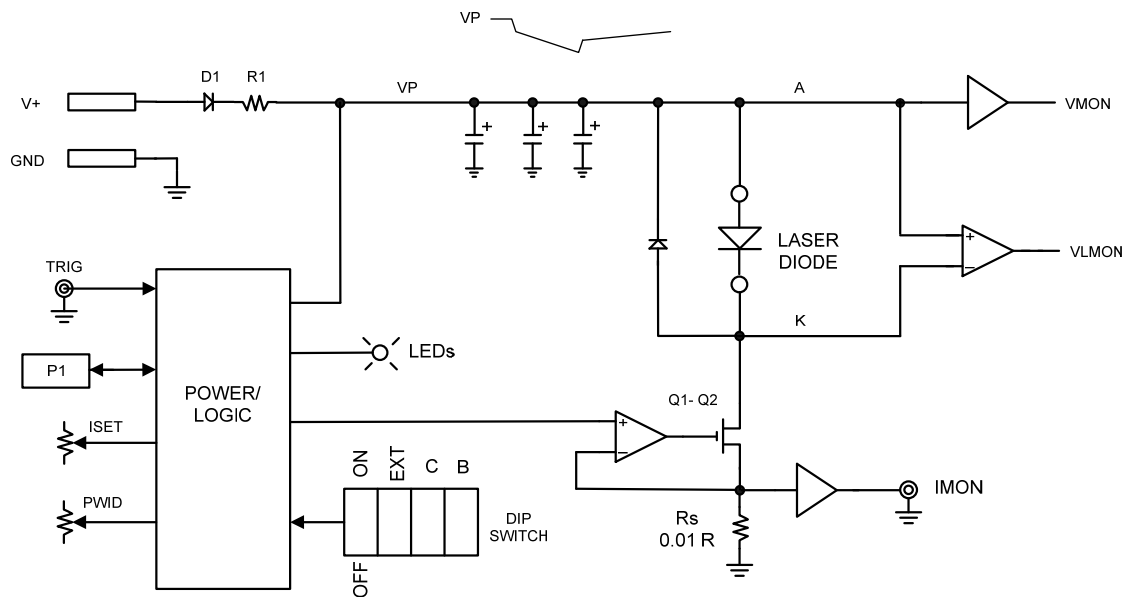 VP
D1
R1
V+
VP
A
VMON
+
+
+
GND
TRIG
LASER
DIODE
+
−
VLMON
K
P1
LEDs
POWER/
LOGIC
Q1- Q2
ISET
+
−
ON
EXT
C
B
IMON
PWID
DIP
SWITCH
Rs
0.01 R
OFF